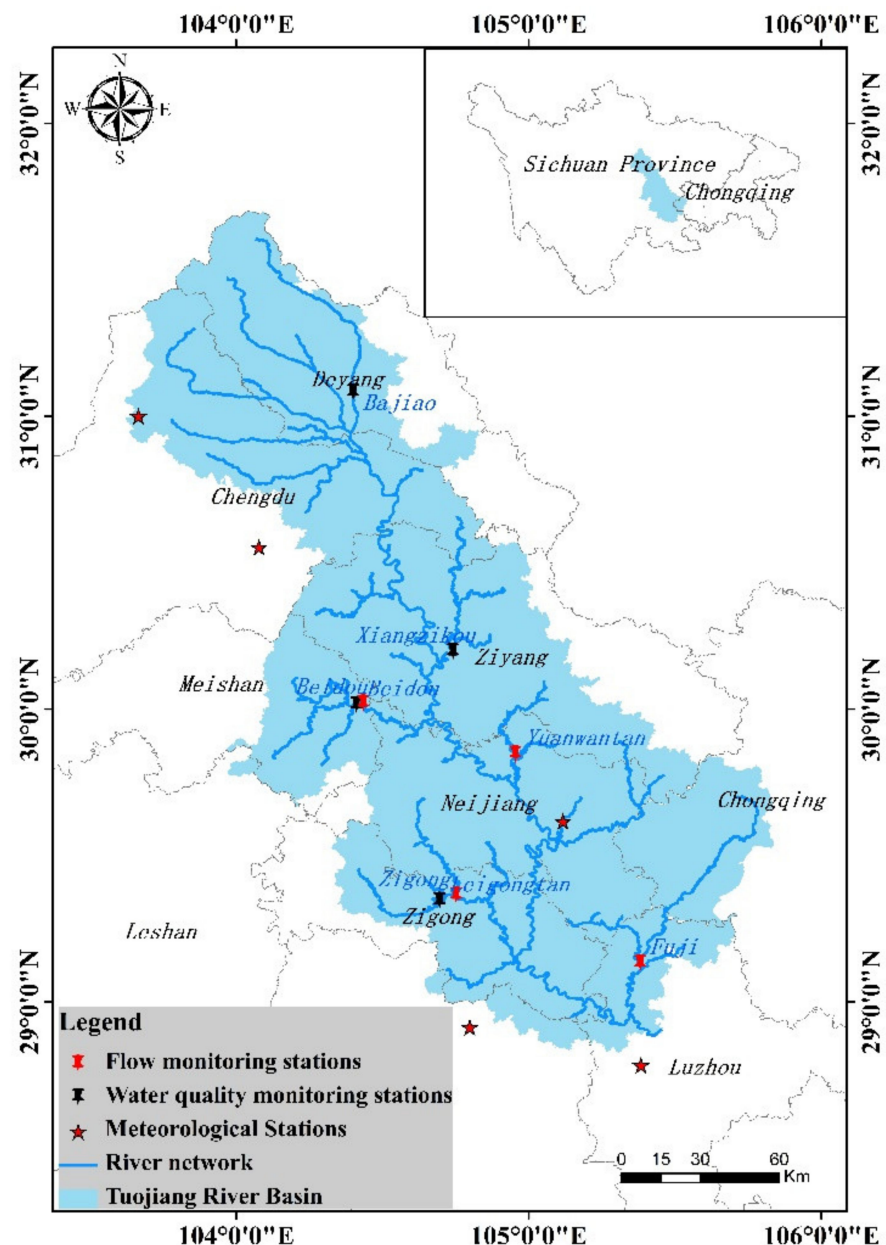 104°0'0"E 105°0'0"E 106°0'0"E
N
W E
S
32°0'0"N 32°0'0"N
Sichuan Province
Chongqing
Deyang
Bajiao
31°0'0"N 31°0'0"N
Chengdu
Xiangzikou
Ziyang
Meishan
Beidou Beidou
30°0'0"N 30°0'0"N
Yuanwantan
Neijiang
Chongqing
Zigong
Zigong
Leshan
Fuji
29°0'0"N 29°0'0"N
Legend
Flow monitoring stations
Water quality monitoring stations
Meteorological Stations
River network
Tuojiang River Basin
Luzhou
0 15 30 60
Km
104°0'0"E 105°0'0"E 106°0'0"E